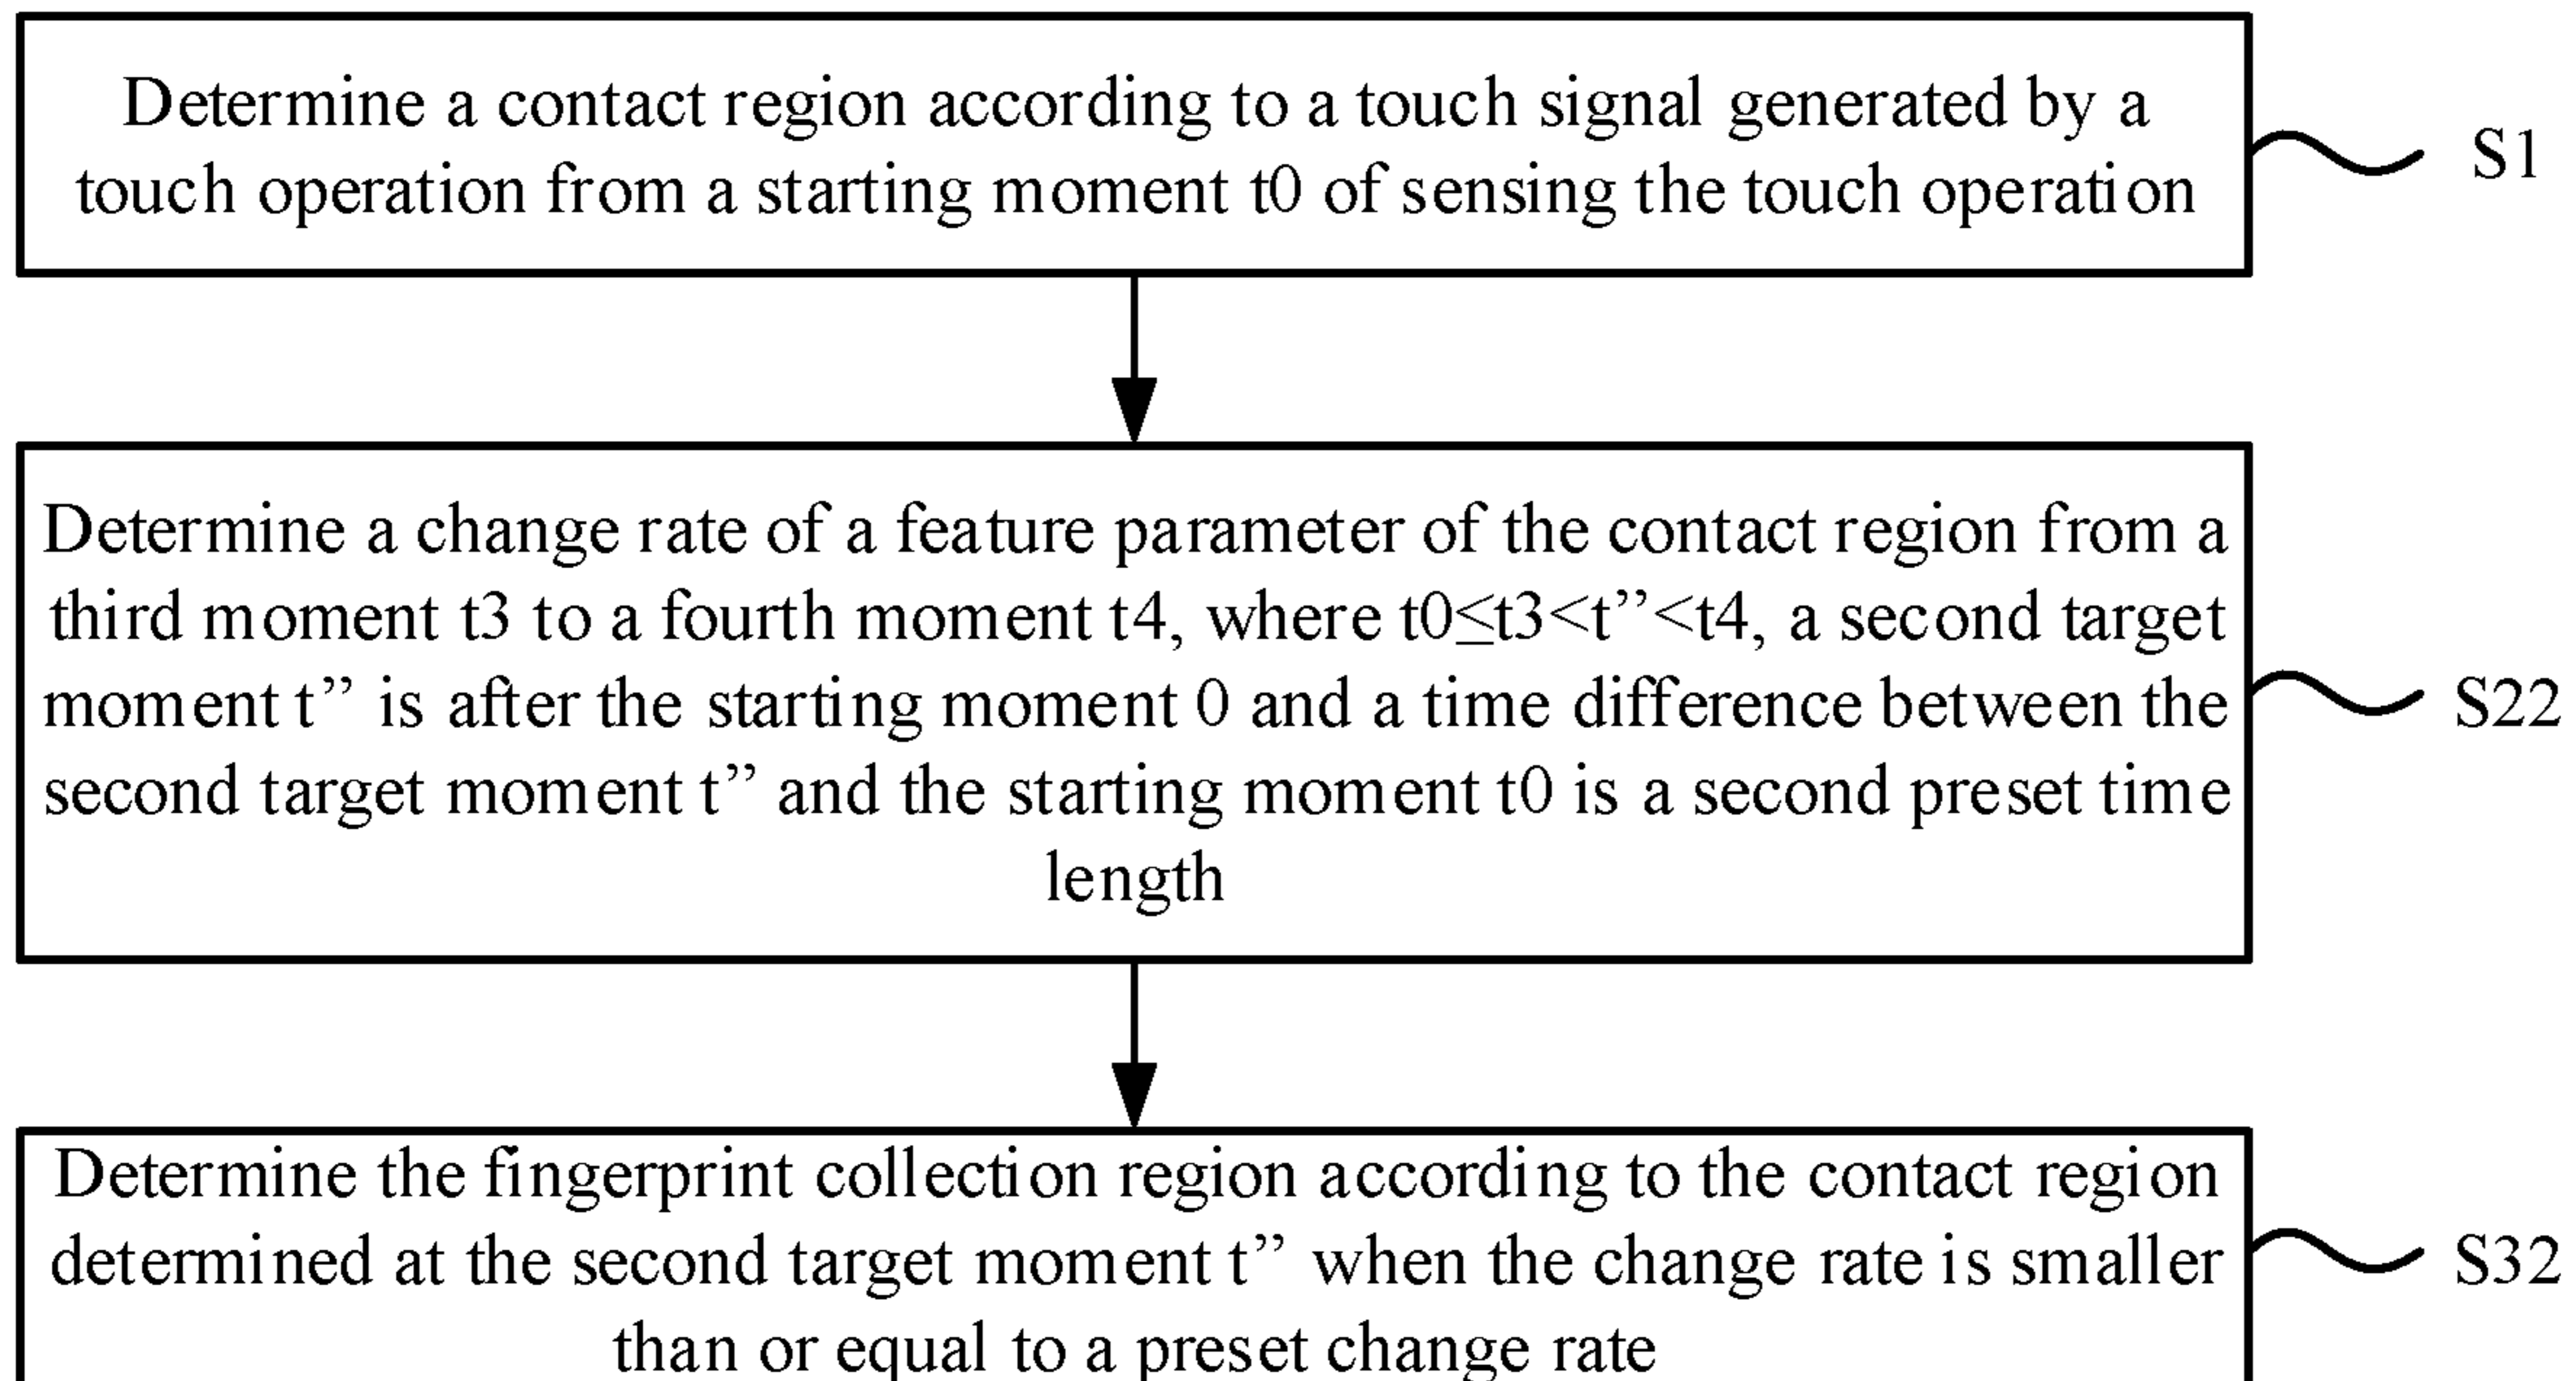 Determine a contact region according to a touch signal generated by a
touch operation from a starting moment t0 of sensing the touch operation
S1
Determine a change rate of a feature parameter of the contact region from a
third moment t3 to a fourth moment t4, where t0≤t3<t”<t4, a second target
moment t” is after the starting moment 0 and a time difference between the
second target moment t” and the starting moment t0 is a second preset time
length
S22
Determine the fingerprint collection region according to the contact region
determined at the second target moment t” when the change rate is smaller
than or equal to a preset change rate
S32